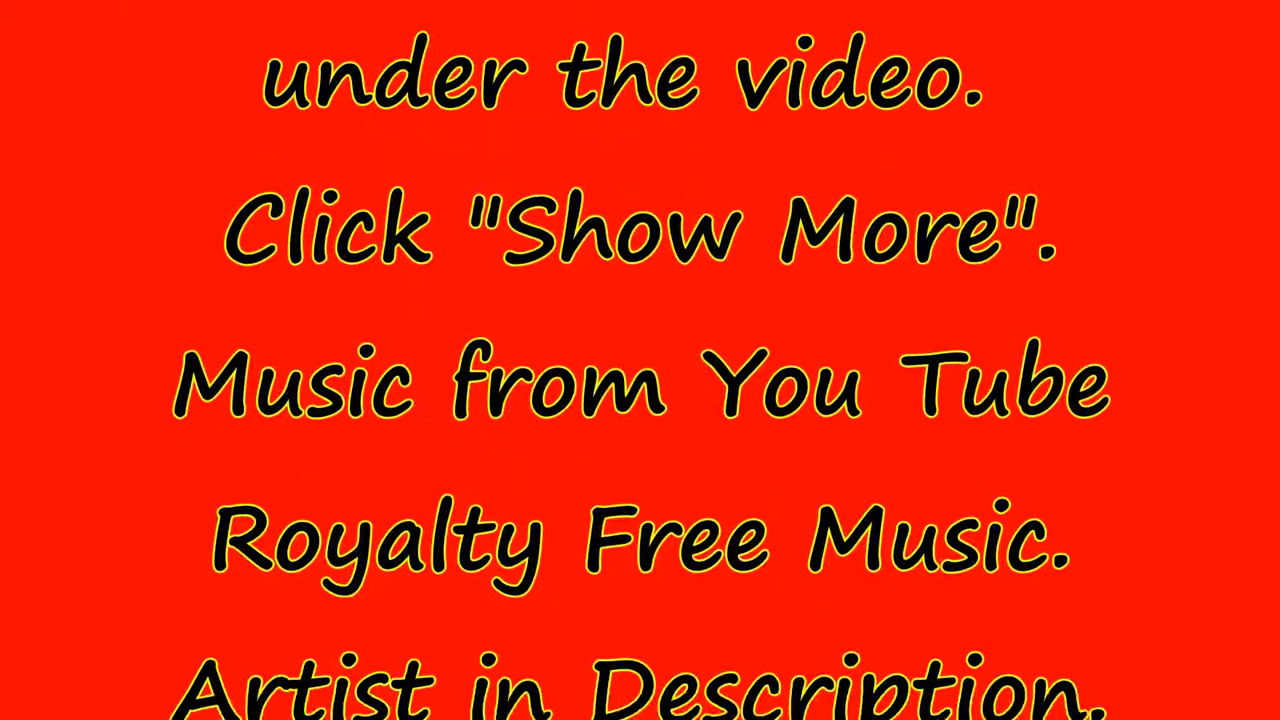 under the video.
Click "Show More".
Music from You Tube
Royalty Free Music.
Artist in Description.